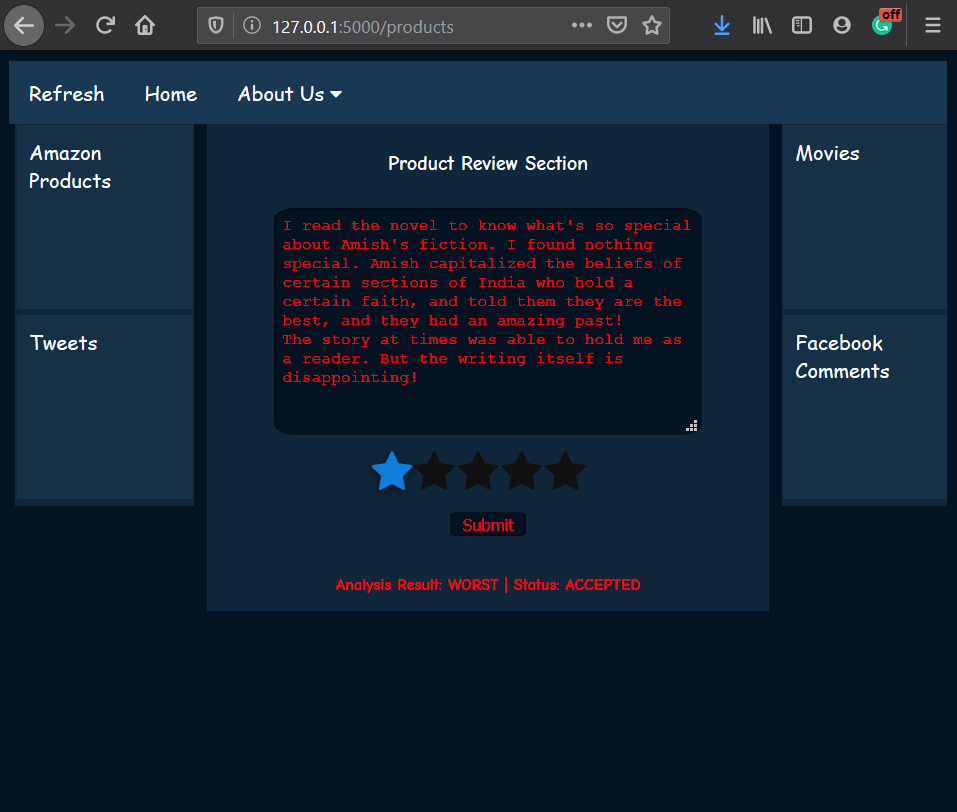 127.0.0.1:5000/products
off
Refresh Home About Us
Amazon
Products
Product Review Section
Movies
I read the novel to know what's so special
about Amish's fiction. I found nothing
special. Amish capitalized the beliefs of
certain sections of India who hold a
certain faith, and told them they are the
best, and they had an amazing past!
The story at times was able to hold me as
a reader. But the writing itself is
disappointing!
Tweets
Facebook
Comments
Submit
Analysis Result: WORST | Status: ACCEPTED